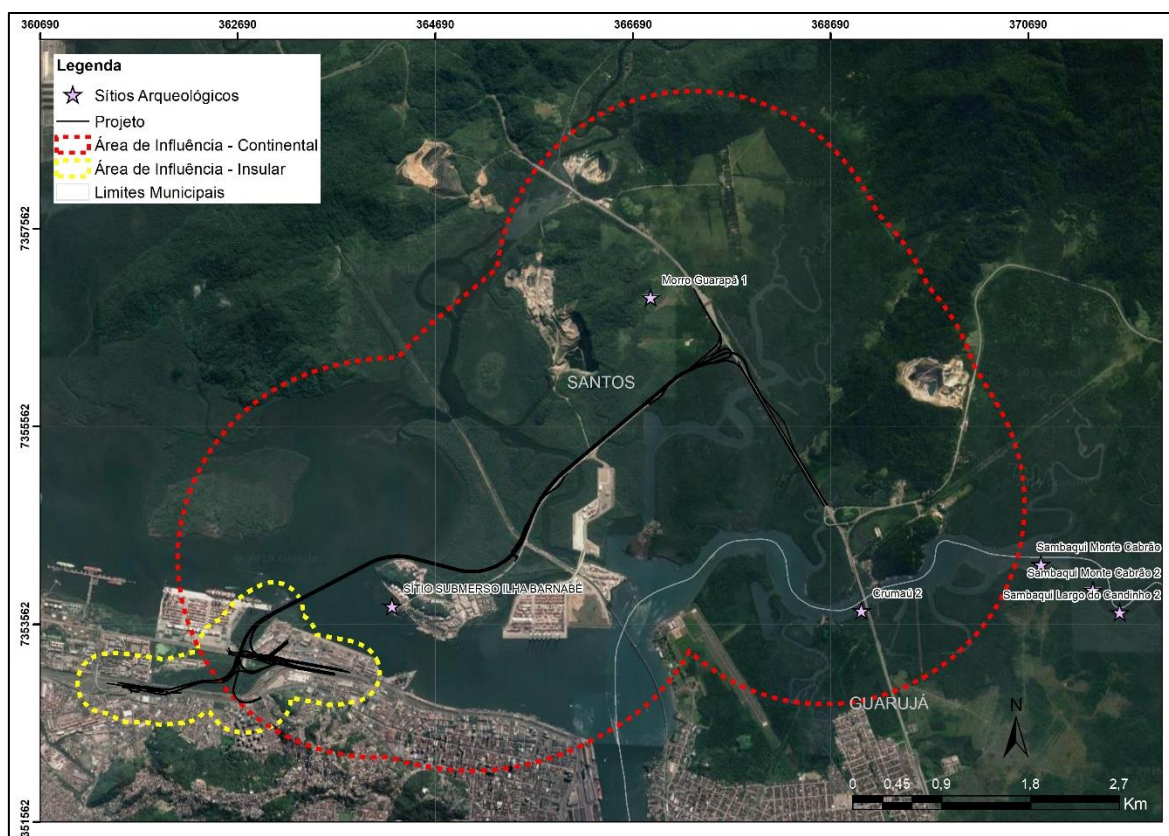 360690 362690 364690 366690 368690 370690
Legenda
Sítios Arqueológicos
Projeto
Área de Influência - Continental
Área de Influência - Insular
Limites Municipais
7357562
Morro Guarapá 1
SANTOS
7355562
Sambaqui Monte Cabrão
Sambaqui Monte Cabrão 2
SÍTIO SUBMERSO ILHA BARNABÉ
Crumaú 2
Sambaqui Largo do Candinho 2
7353562
GUARUJÁ
N
0 0,45 0,9 1,8 2,7
Km
7351562